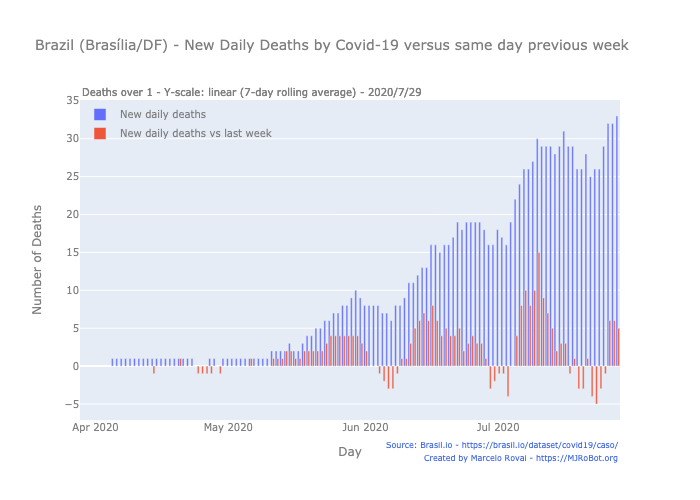 Brazil (Brasília/DF) - New Daily Deaths by Covid-19 versus same day previous week
Deaths over 1 - Y-scale: linear (7-day rolling average) - 2020/7/29
New daily deaths
New daily deaths vs last week
Number of Deaths
35
30
25
20
15
10
5
0
−5
Apr 2020
May 2020
Jun 2020
Jul 2020
Day
Source: Brasil.io - https://brasil.io/dataset/covid19/caso/
Created by Marcelo Rovai - https://MJRoBot.org